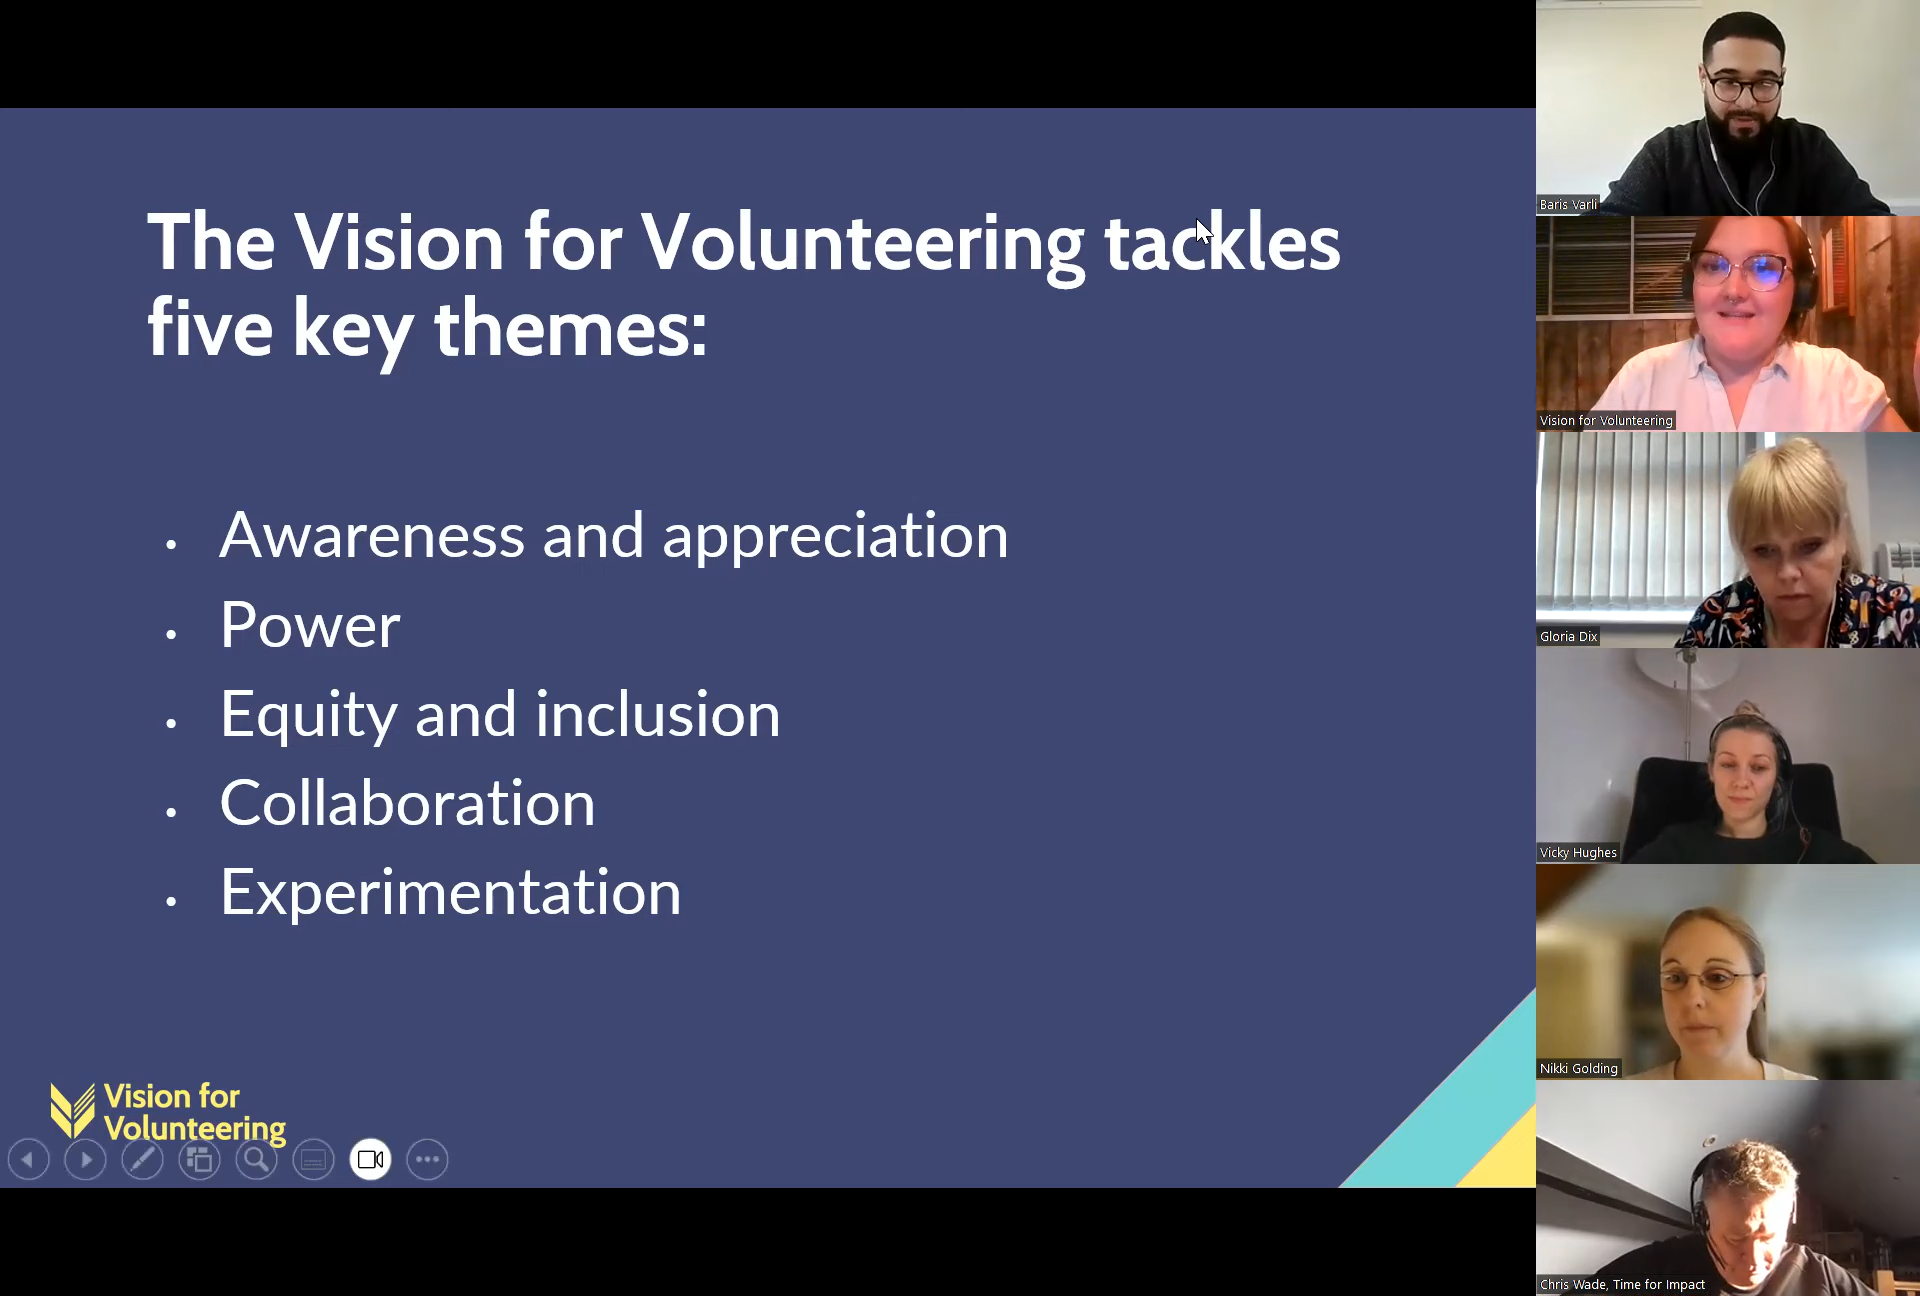 The Vision for Volunteering tackles
five key themes:
• Awareness and appreciation
• Power
• Equity and inclusion
• Collaboration
• Experimentation
Vision for
Volunteering
Baris Varli
Vision for Volunteering
Gloria Dix
Vicky Hughes
Nikki Golding
Chris Wade, Time for Impact